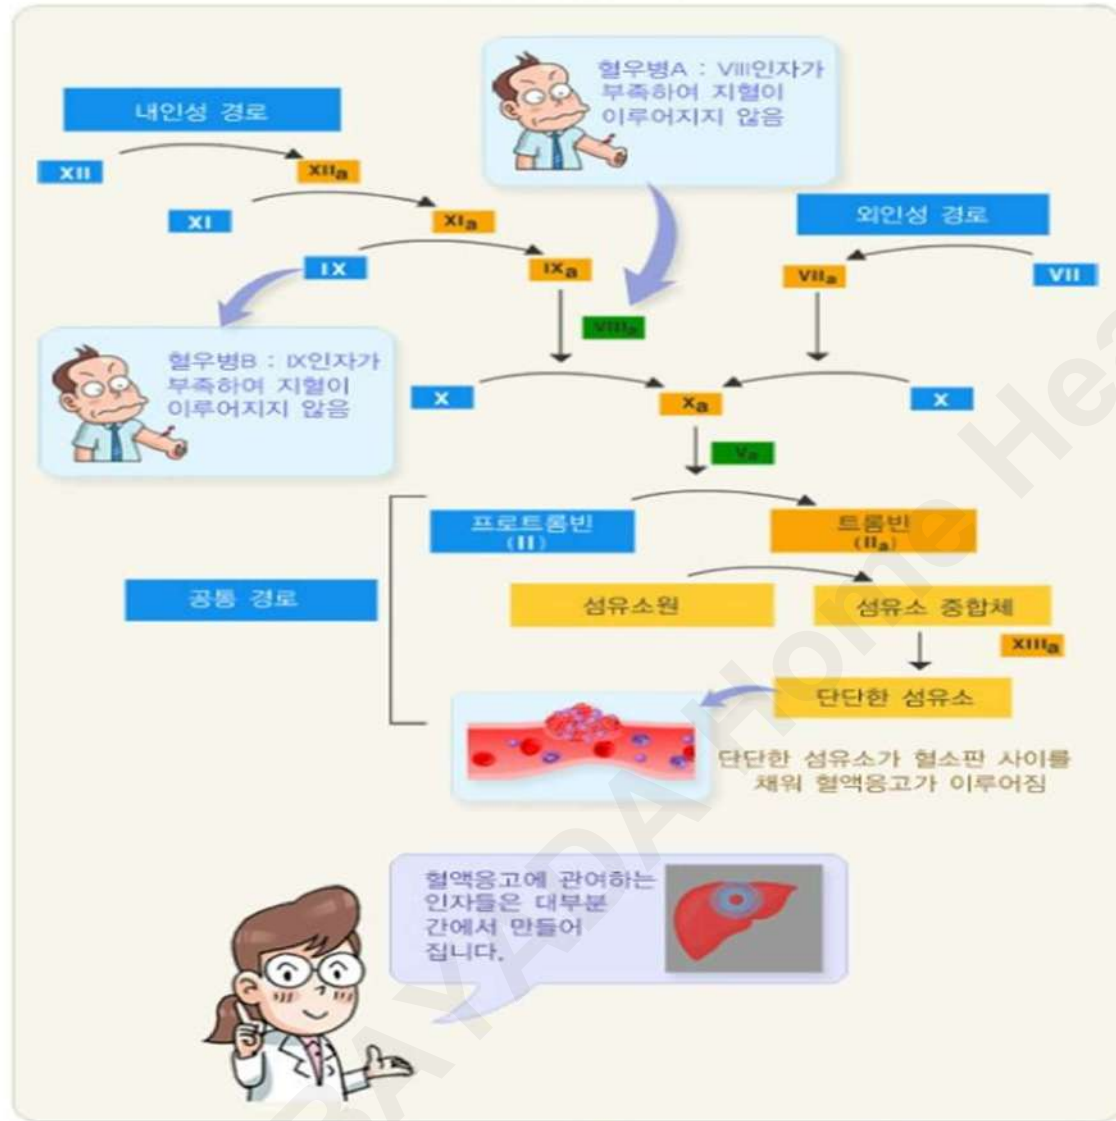 혈우병A : VIII인자가
부족하여 지혈이
이루어지지 않음
내인성 경로
XII
XIIa
XI
XIa
외인성 경로
IX
IXa
VIIa
VII
VIIIa
혈우병B : IX인자가
부족하여 지혈이
이루어지지 않음
X
Xa
X
Va
프로트롬빈
(II)
트롬빈
(IIa)
공통 경로
섬유소원
섬유소 중합체
XIIIa
단단한 섬유소
단단한 섬유소가 혈소판 사이를
채워 혈액응고가 이루어짐
혈액응고에 관여하는
인자들은 대부분
간에서 만들어
집니다.
BAYADA Home Hea